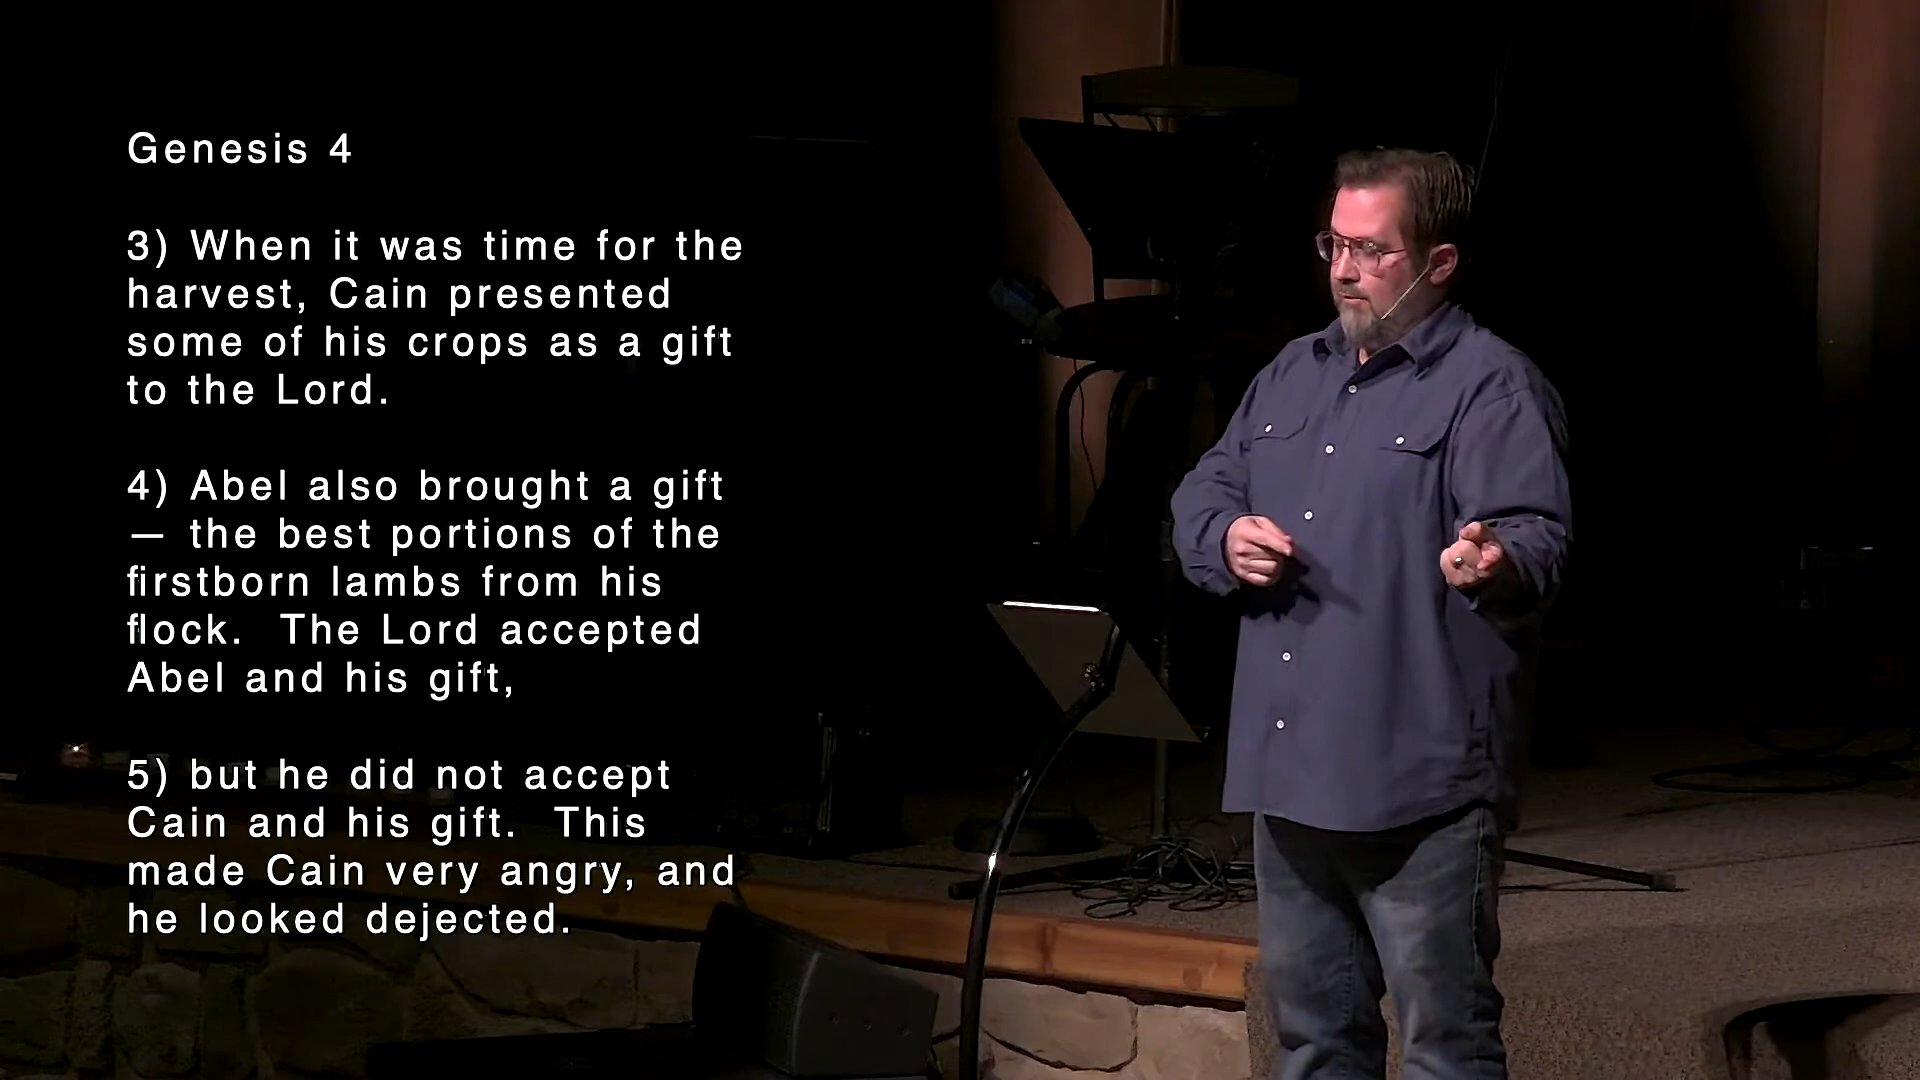 Genesis 4
3) When it was time for the
harvest, Cain presented
some of his crops as a gift
to the Lord.
4) Abel also brought a gift
— the best portions of the
firstborn lambs from his
flock.  The Lord accepted
Abel and his gift,
5) but he did not accept
Cain and his gift.  This
made Cain very angry, and
he looked dejected.